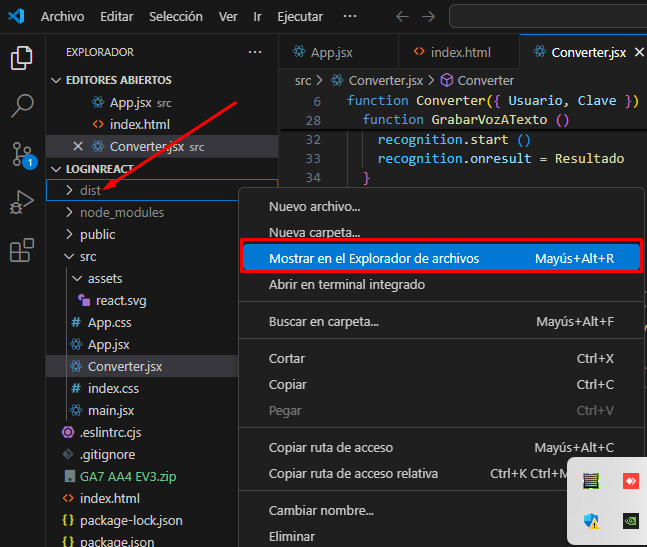 Archivo Editar Selección Ver Ir Ejecutar ···
EXPLORADOR ···
EDITORES ABIERTOS
App.jsx src
index.html
Converter.jsx src
LOGINREACT
dist
node_modules
public
src
assets
react.svg
App.css
App.jsx
Converter.jsx
index.css
main.jsx
.eslintrc.cjs
.gitignore
GA7 AA4 EV3.zip
index.html
package-lock.json
package.json
1
App.jsx index.html Converter.jsx
src > Converter.jsx > Converter
6 function Converter({ Usuario, Clave })
28 function GrabarVozATexto ()
32 recognition.start ()
33 recognition.onresult = Resultado
34 }
Nuevo archivo...
Nueva carpeta...
Mostrar en el Explorador de archivos Mayús+Alt+R
Abrir en terminal integrado
Buscar en carpeta... Mayús+Alt+F
Cortar Ctrl+X
Copiar Ctrl+C
Pegar Ctrl+V
Copiar ruta de acceso Mayús+Alt+C
Copiar ruta de acceso relativa Ctrl+K Ctrl+M
Cambiar nombre...
Eliminar